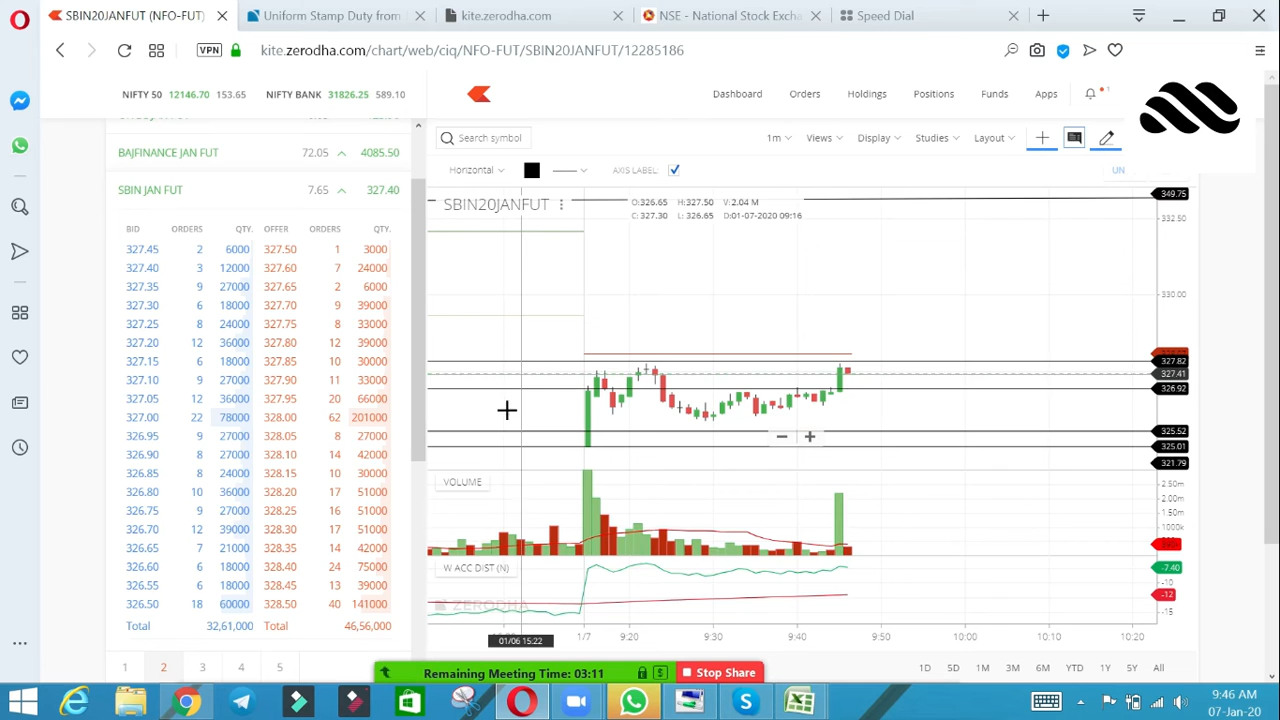 SBIN20JANFUT (NFO-FUT)
Uniform Stamp Duty from
kite.zerodha.com
NSE - National Stock Excha
Speed Dial
VPN
kite.zerodha.com/chart/web/ciq/NFO-FUT/SBIN20JANFUT/12285186
NIFTY 50 12146.70 153.65 NIFTY BANK 31826.25 589.10
Dashboard Orders Holdings Positions Funds Apps 1
BAJFINANCE JAN FUT 72.05 4085.50
SBIN JAN FUT 7.65 327.40
BID ORDERS QTY. OFFER ORDERS QTY.
327.45 2 6000 327.50 1 3000
327.40 3 12000 327.60 7 24000
327.35 9 27000 327.65 2 6000
327.30 6 18000 327.70 9 39000
327.25 8 24000 327.75 8 33000
327.20 12 36000 327.80 12 39000
327.15 6 18000 327.85 10 30000
327.10 9 27000 327.90 11 33000
327.05 12 36000 327.95 20 66000
327.00 22 78000 328.00 62 201000
326.95 9 27000 328.05 8 27000
326.90 9 27000 328.10 14 42000
326.85 8 24000 328.15 10 30000
326.80 10 36000 328.20 17 51000
326.75 9 27000 328.25 16 51000
326.70 12 39000 328.30 17 51000
326.65 7 21000 328.35 14 42000
326.60 6 18000 328.40 24 75000
326.55 6 18000 328.45 13 39000
326.50 18 60000 328.50 40 141000
Total 32,61,000 Total 46,56,000
1 2 3 4 5
Search symbol
1m Views Display Studies Layout
Horizontal AXIS LABEL: UN
SBIN20JANFUT
O:326.65 H:327.50 V:2.04 M
C:327.30 L:326.65 D:01-07-2020 09:16
349.75
332.50
330.00
327.82
327.41
326.92
325.52
325.01
321.79
VOLUME
2.50m
2.00m
1.50m
1000k
W ACC DIST (N)
-7.40
-10
-12
-15
ZERODHA
01/06 15:22
1/7 9:20 9:30 9:40 9:50 10:00 10:10 10:20
1D 5D 1M 3M 6M YTD 1Y 5Y All
Remaining Meeting Time: 03:11
Stop Share
9:46 AM
07-Jan-20